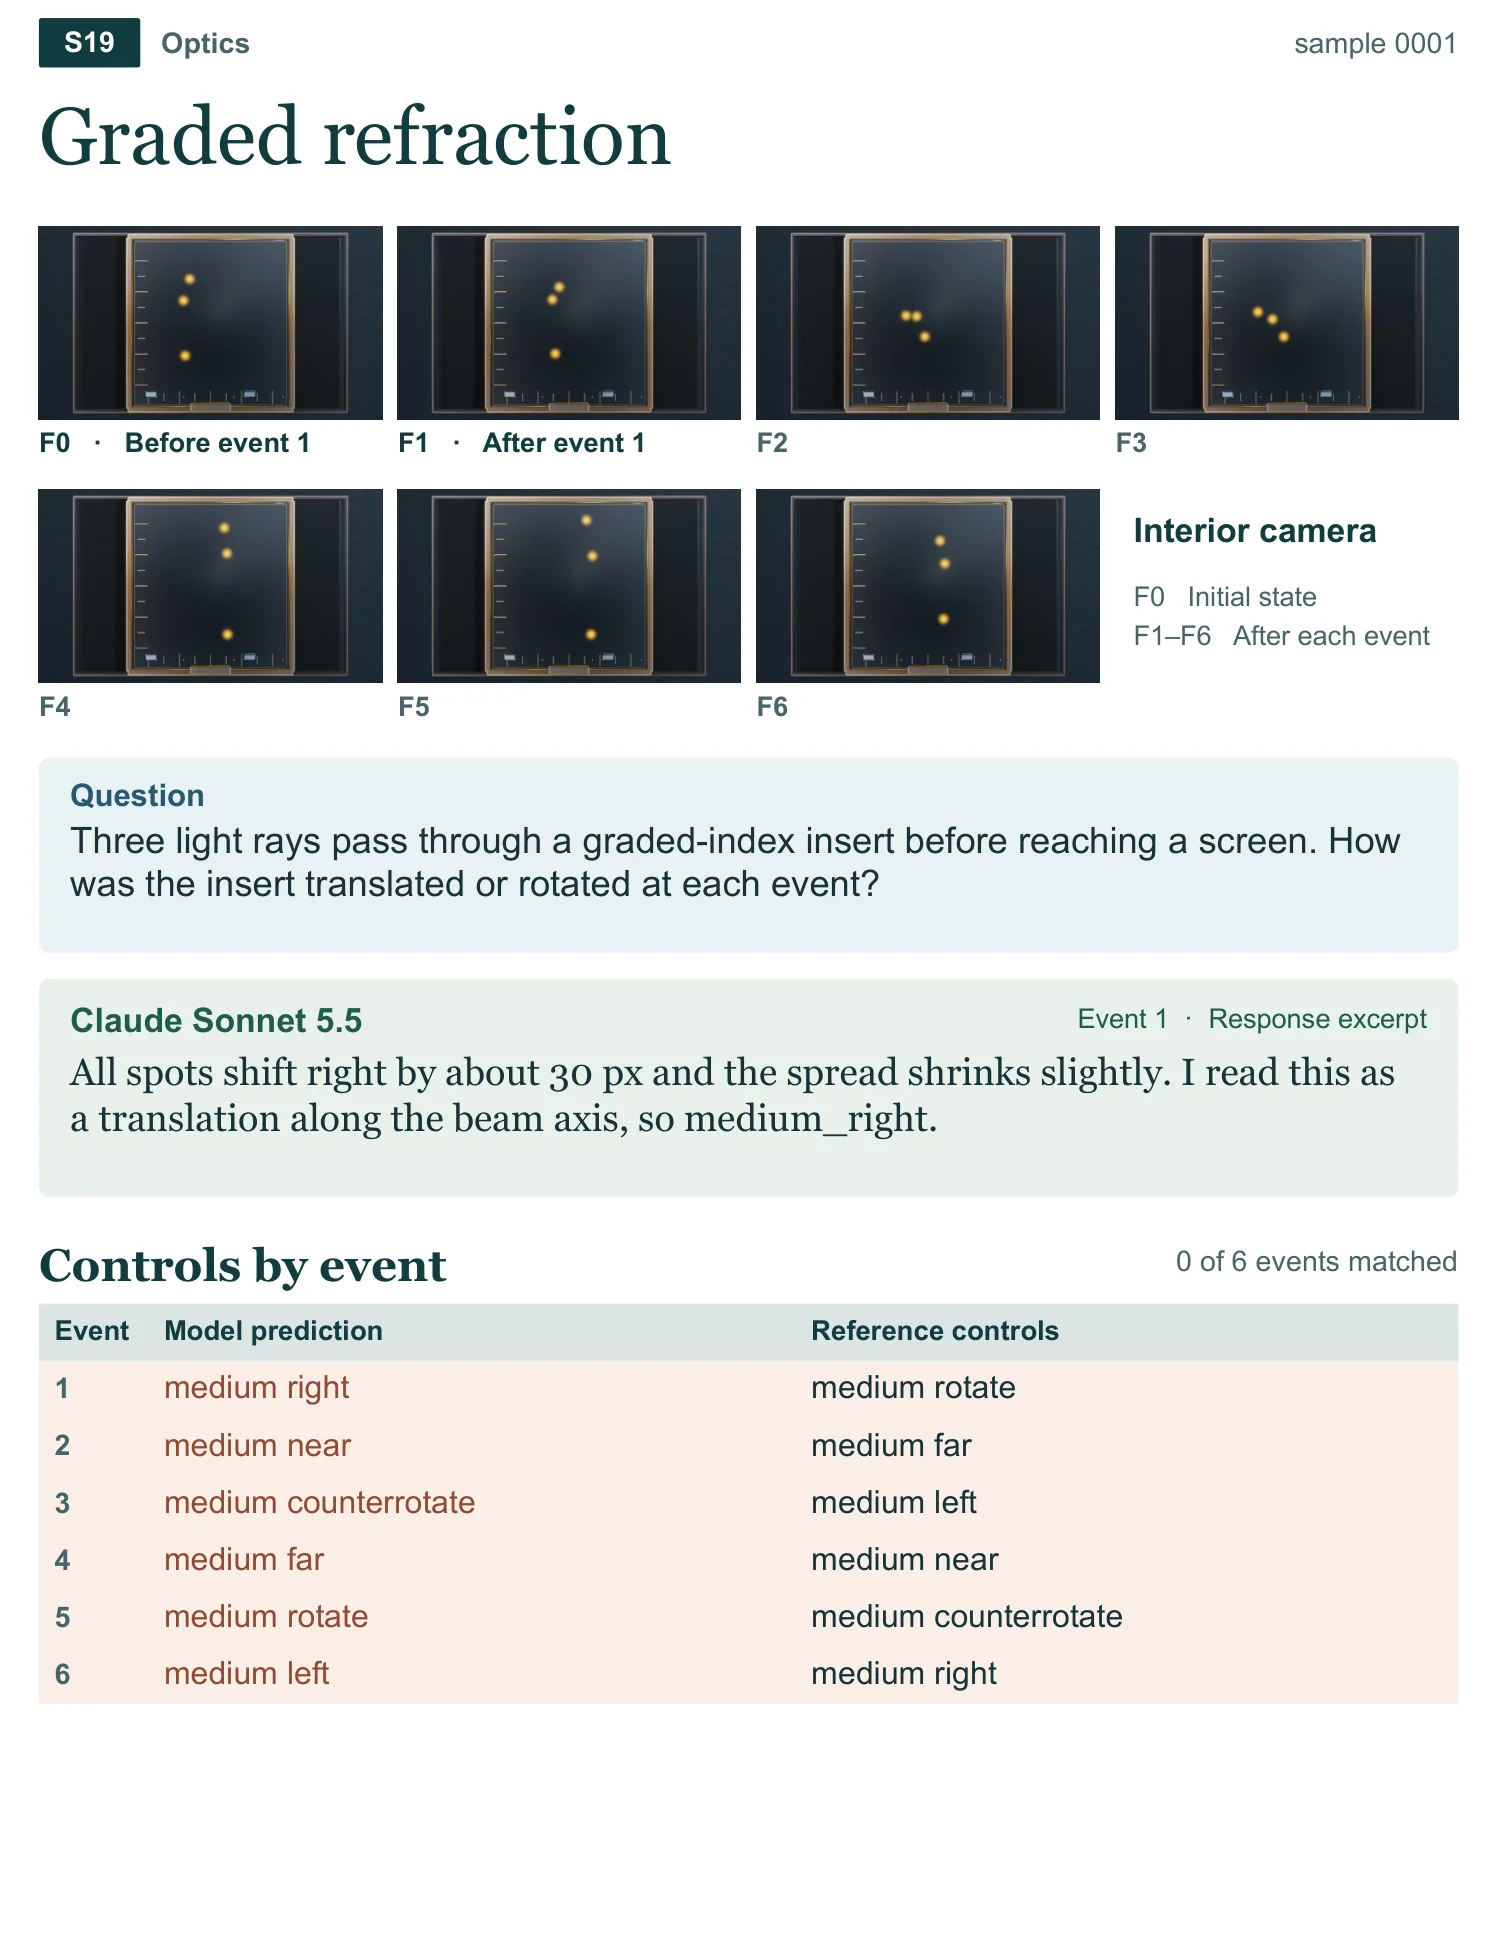 S19 Optics sample 0001
Graded refraction
F0 · Before event 1
F1 · After event 1
F2
F3
F4
F5
F6
Interior camera
F0 Initial state
F1–F6 After each event
Question
Three light rays pass through a graded-index insert before reaching a screen. How
was the insert translated or rotated at each event?
Claude Sonnet 5.5 Event 1 · Response excerpt
All spots shift right by about 30 px and the spread shrinks slightly. I read this as
a translation along the beam axis, so medium_right.
Controls by event 0 of 6 events matched
Event Model prediction Reference controls
1 medium right medium rotate
2 medium near medium far
3 medium counterrotate medium left
4 medium far medium near
5 medium rotate medium counterrotate
6 medium left medium right